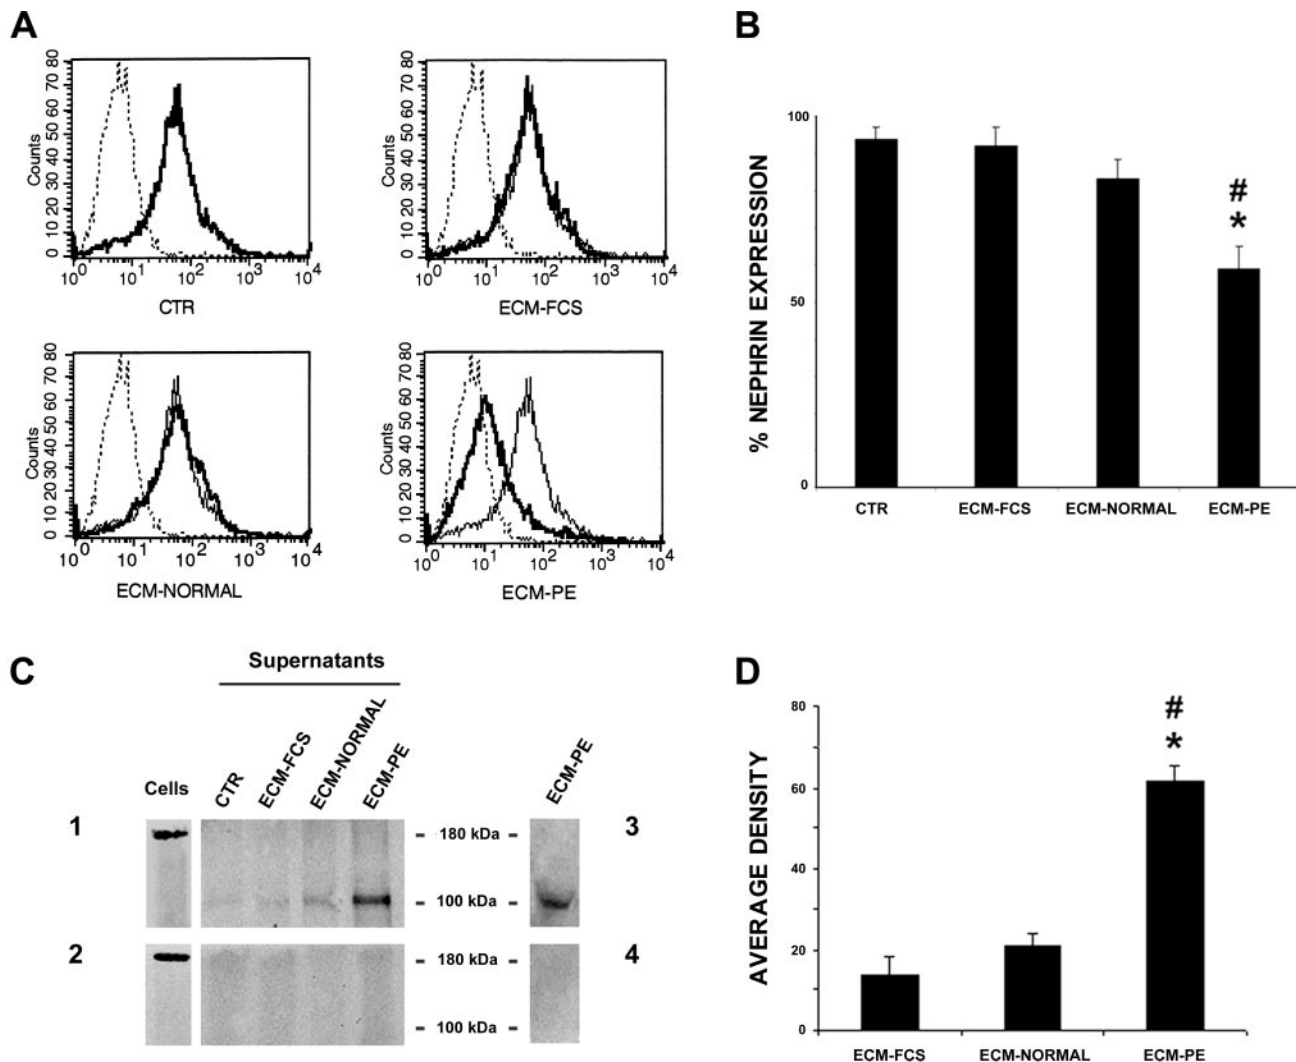 A
B
80
70
60
50
40
30
20
10
0
Counts
10^0 10^1 10^2 10^3 10^4
CTR
80
70
60
50
40
30
20
10
0
Counts
10^0 10^1 10^2 10^3 10^4
ECM-FCS
80
70
60
50
40
30
20
10
0
Counts
10^0 10^1 10^2 10^3 10^4
ECM-NORMAL
80
70
60
50
40
30
20
10
0
Counts
10^0 10^1 10^2 10^3 10^4
ECM-PE
% NEPHRIN EXPRESSION
100
50
0
#
*
CTR ECM-FCS ECM-NORMAL ECM-PE
C
Supernatants
Cells
CTR
ECM-FCS
ECM-NORMAL
ECM-PE
ECM-PE
1
180 kDa
3
100 kDa
2
180 kDa
4
100 kDa
D
AVERAGE DENSITY
80
60
40
20
0
#
*
ECM-FCS ECM-NORMAL ECM-PE